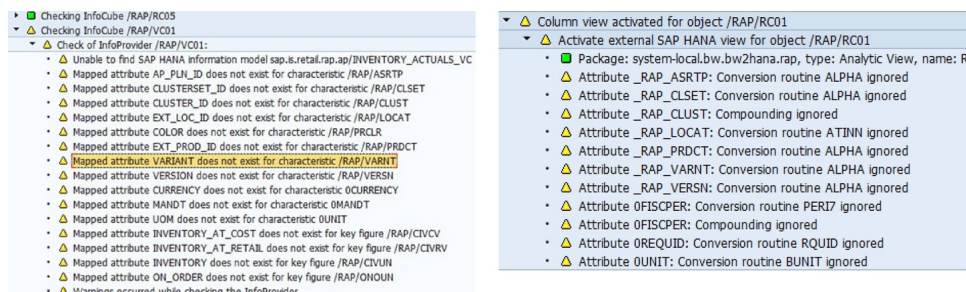 Checking InfoCube /RAP/RC05
Checking InfoCube /RAP/VC01
Check of InfoProvider /RAP/VC01:
Unable to find SAP HANA information model sap.is.retail.rap.ap/INVENTORY_ACTUALS_VC
Mapped attribute AP_PLN_ID does not exist for characteristic /RAP/ASRTP
Mapped attribute CLUSTERSET_ID does not exist for characteristic /RAP/CLSET
Mapped attribute CLUSTER_ID does not exist for characteristic /RAP/CLUST
Mapped attribute EXT_LOC_ID does not exist for characteristic /RAP/LOCAT
Mapped attribute COLOR does not exist for characteristic /RAP/PRCLR
Mapped attribute EXT_PROD_ID does not exist for characteristic /RAP/PRDCT
Mapped attribute VARIANT does not exist for characteristic /RAP/VARNT
Mapped attribute VERSION does not exist for characteristic /RAP/VERSN
Mapped attribute CURRENCY does not exist for characteristic 0CURRENCY
Mapped attribute MANDT does not exist for characteristic 0MANDT
Mapped attribute UOM does not exist for characteristic 0UNIT
Mapped attribute INVENTORY_AT_COST does not exist for key figure /RAP/CIVCV
Mapped attribute INVENTORY_AT_RETAIL does not exist for key figure /RAP/CIVRV
Mapped attribute INVENTORY does not exist for key figure /RAP/CIVUN
Mapped attribute ON_ORDER does not exist for key figure /RAP/ONOUN
Warnings occurred while checking the InfoProvider
Column view activated for object /RAP/RC01
Activate external SAP HANA view for object /RAP/RC01
Package: system-local.bw.bw2hana.rap, type: Analytic View, name: R
Attribute _RAP_ASRTP: Conversion routine ALPHA ignored
Attribute _RAP_CLSET: Conversion routine ALPHA ignored
Attribute _RAP_CLUST: Compounding ignored
Attribute _RAP_LOCAT: Conversion routine ATINN ignored
Attribute _RAP_PRDCT: Conversion routine ALPHA ignored
Attribute _RAP_VARNT: Conversion routine ALPHA ignored
Attribute _RAP_VERSN: Conversion routine ALPHA ignored
Attribute 0FISCPER: Conversion routine PERI7 ignored
Attribute 0FISCPER: Compounding ignored
Attribute 0REQUID: Conversion routine RQUID ignored
Attribute 0UNIT: Conversion routine BUNIT ignored